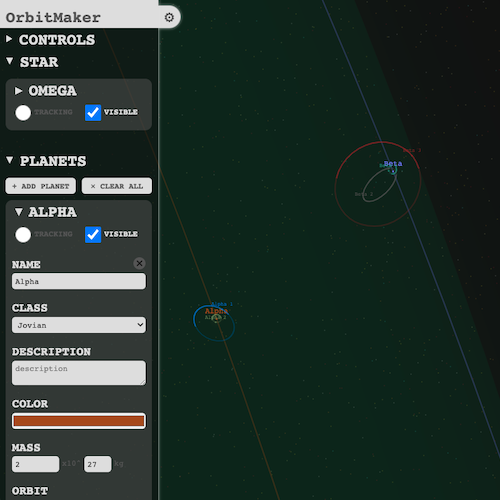 OrbitMaker
CONTROLS
STAR
OMEGA
TRACKING VISIBLE
PLANETS
+ ADD PLANET × CLEAR ALL
ALPHA
TRACKING VISIBLE
NAME
Alpha
CLASS
Jovian
DESCRIPTION
description
COLOR
MASS
2 x10^ 27 kg
ORBIT
Beta
Beta 2
Alpha 1
Alpha
Alpha 2